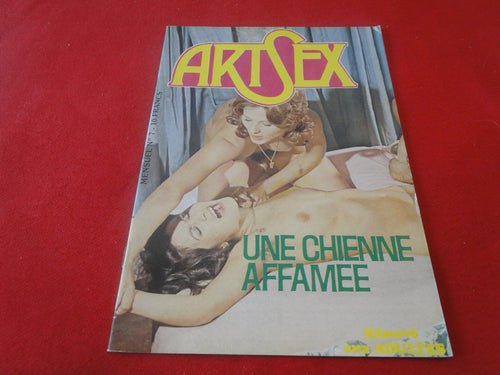 ARTSEX
MENSUEL N° 7 - 10 FRANCS
UNE CHIENNE
AFFAMEE
Réservé
aux ADULTES